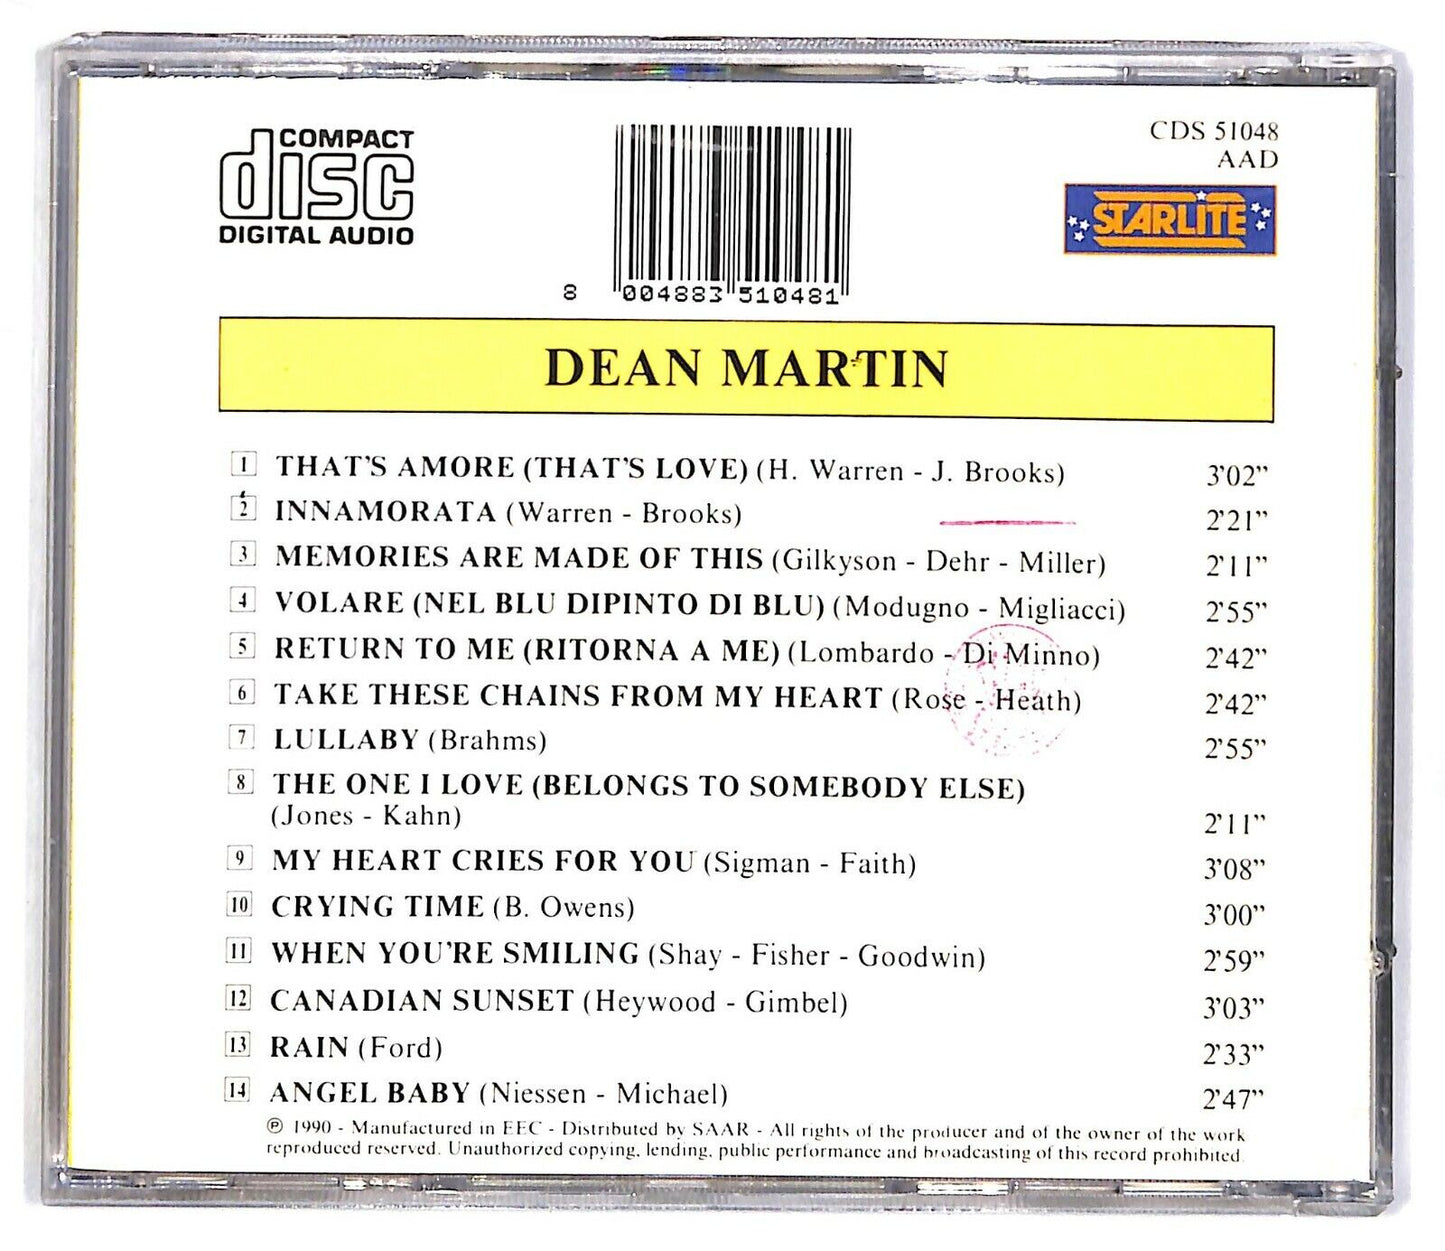 COMPACT
disc
DIGITAL AUDIO
8 004883 510481
CDS 51048
AAD
STARLITE
DEAN MARTIN
1 THAT'S AMORE (THAT'S LOVE) (H. Warren - J. Brooks) 3'02”
2 INNAMORATA (Warren - Brooks) 2'21”
3 MEMORIES ARE MADE OF THIS (Gilkyson - Dehr - Miller) 2'11”
4 VOLARE (NEL BLU DIPINTO DI BLU) (Modugno - Migliacci) 2'55”
5 RETURN TO ME (RITORNA A ME) (Lombardo - Di Minno) 2'42”
6 TAKE THESE CHAINS FROM MY HEART (Rose - Heath) 2'42”
7 LULLABY (Brahms) 2'55”
8 THE ONE I LOVE (BELONGS TO SOMEBODY ELSE)
(Jones - Kahn) 2'11”
9 MY HEART CRIES FOR YOU (Sigman - Faith) 3'08”
10 CRYING TIME (B. Owens) 3'00”
11 WHEN YOU'RE SMILING (Shay - Fisher - Goodwin) 2'59”
12 CANADIAN SUNSET (Heywood - Gimbel) 3'03”
13 RAIN (Ford) 2'33”
14 ANGEL BABY (Niessen - Michael) 2'47”
℗ 1990 - Manufactured in EEC - Distributed by SAAR - All rights of the producer and of the owner of the work
reproduced reserved. Unauthorized copying, lending, public performance and broadcasting of this record prohibited.